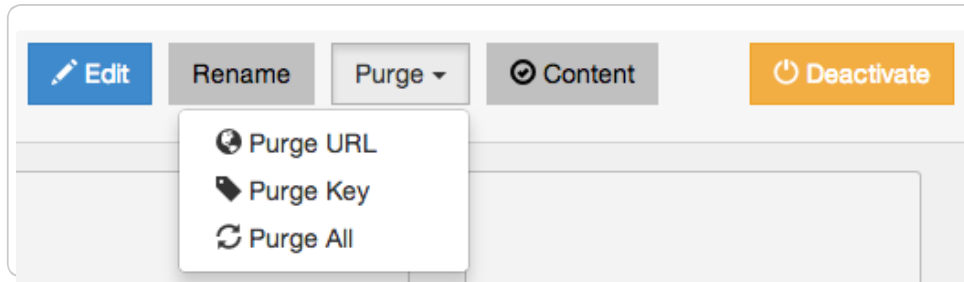 Edit Rename Purge Content Deactivate
Purge URL
Purge Key
Purge All